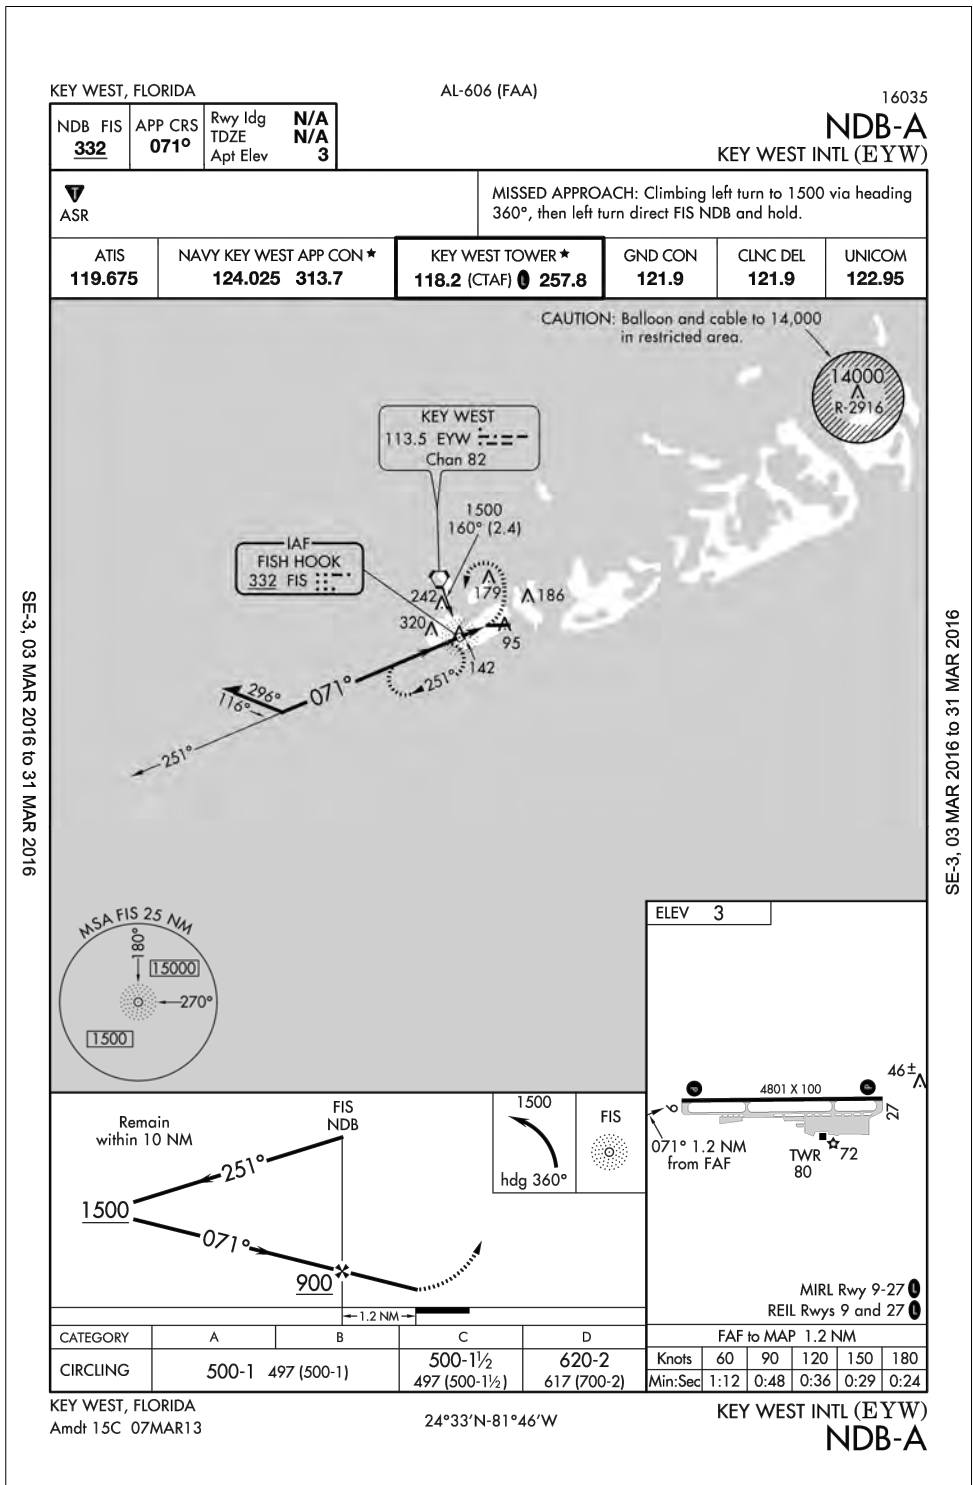 KEY WEST, FLORIDA
AL-606 (FAA)
16035
NDB FIS
332
APP CRS
071°
Rwy ldg N/A
TDZE N/A
Apt Elev 3
NDB-A
KEY WEST INTL (EYW)
T
ASR
MISSED APPROACH: Climbing left turn to 1500 via heading
360°, then left turn direct FIS NDB and hold.
ATIS
119.675
NAVY KEY WEST APP CON ★
124.025 313.7
KEY WEST TOWER ★
118.2 (CTAF) L 257.8
GND CON
121.9
CLNC DEL
121.9
UNICOM
122.95
CAUTION: Balloon and cable to 14,000
in restricted area.
14000
R-2916
KEY WEST
113.5 EYW
Chan 82
1500
160° (2.4)
IAF
FISH HOOK
332 FIS
242
179
186
320
95
142
251°
071°
296°
116°
251°
SE-3, 03 MAR 2016 to 31 MAR 2016
SE-3, 03 MAR 2016 to 31 MAR 2016
MSA FIS 25 NM
180°
15000
270°
1500
ELEV 3
46±
P
P
4801 X 100
9
27
071° 1.2 NM
from FAF
TWR
80
72
MIRL Rwy 9-27 L
REIL Rwys 9 and 27 L
Remain
within 10 NM
FIS
NDB
251°
1500
071°
900
1.2 NM
1500
hdg 360°
FIS
CATEGORY A B C D
CIRCLING 500-1 497 (500-1)
500-1½
497 (500-1½)
620-2
617 (700-2)
FAF to MAP 1.2 NM
Knots 60 90 120 150 180
Min:Sec 1:12 0:48 0:36 0:29 0:24
KEY WEST, FLORIDA
Amdt 15C 07MAR13
24°33'N-81°46'W
KEY WEST INTL (EYW)
NDB-A